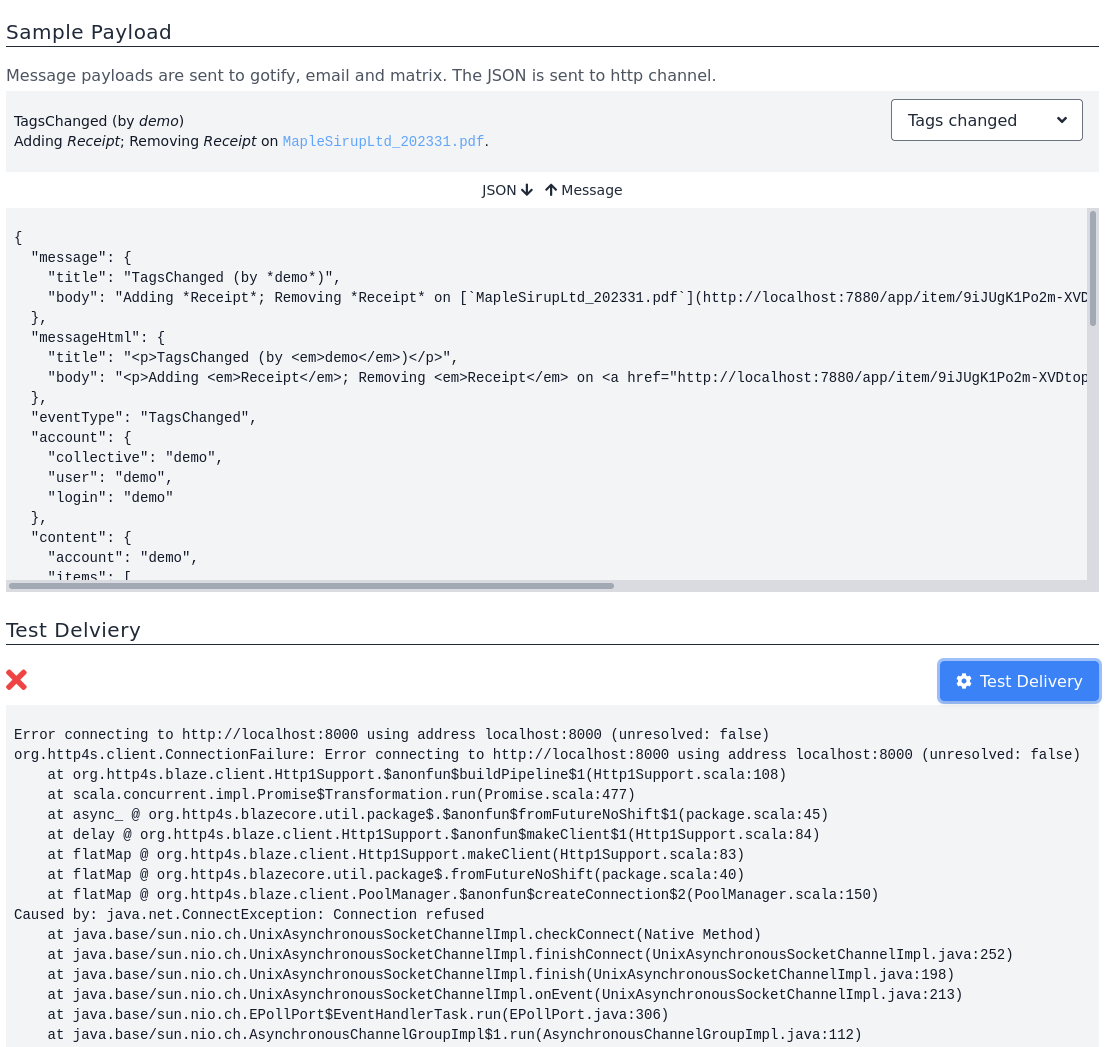 Sample Payload
Message payloads are sent to gotify, email and matrix. The JSON is sent to http channel.
TagsChanged (by demo)
Adding Receipt; Removing Receipt on MapleSirupLtd_202331.pdf.
Tags changed
JSON ↓ ↑ Message
{
  "message": {
    "title": "TagsChanged (by *demo*)",
    "body": "Adding *Receipt*; Removing *Receipt* on [`MapleSirupLtd_202331.pdf`](http://localhost:7880/app/item/9iJUgK1Po2m-XVD
  },
  "messageHtml": {
    "title": "<p>TagsChanged (by <em>demo</em>)</p>",
    "body": "<p>Adding <em>Receipt</em>; Removing <em>Receipt</em> on <a href="http://localhost:7880/app/item/9iJUgK1Po2m-XVDtop
  },
  "eventType": "TagsChanged",
  "account": {
    "collective": "demo",
    "user": "demo",
    "login": "demo"
  },
  "content": {
    "account": "demo",
    "items": [
Test Delviery
Test Delivery
Error connecting to http://localhost:8000 using address localhost:8000 (unresolved: false)
org.http4s.client.ConnectionFailure: Error connecting to http://localhost:8000 using address localhost:8000 (unresolved: false)
    at org.http4s.blaze.client.Http1Support.$anonfun$buildPipeline$1(Http1Support.scala:108)
    at scala.concurrent.impl.Promise$Transformation.run(Promise.scala:477)
    at async_ @ org.http4s.blazecore.util.package$.$anonfun$fromFutureNoShift$1(package.scala:45)
    at delay @ org.http4s.blaze.client.Http1Support.$anonfun$makeClient$1(Http1Support.scala:84)
    at flatMap @ org.http4s.blaze.client.Http1Support.makeClient(Http1Support.scala:83)
    at flatMap @ org.http4s.blazecore.util.package$.fromFutureNoShift(package.scala:40)
    at flatMap @ org.http4s.blaze.client.PoolManager.$anonfun$createConnection$2(PoolManager.scala:150)
Caused by: java.net.ConnectException: Connection refused
    at java.base/sun.nio.ch.UnixAsynchronousSocketChannelImpl.checkConnect(Native Method)
    at java.base/sun.nio.ch.UnixAsynchronousSocketChannelImpl.finishConnect(UnixAsynchronousSocketChannelImpl.java:252)
    at java.base/sun.nio.ch.UnixAsynchronousSocketChannelImpl.finish(UnixAsynchronousSocketChannelImpl.java:198)
    at java.base/sun.nio.ch.UnixAsynchronousSocketChannelImpl.onEvent(UnixAsynchronousSocketChannelImpl.java:213)
    at java.base/sun.nio.ch.EPollPort$EventHandlerTask.run(EPollPort.java:306)
    at java.base/sun.nio.ch.AsynchronousChannelGroupImpl$1.run(AsynchronousChannelGroupImpl.java:112)